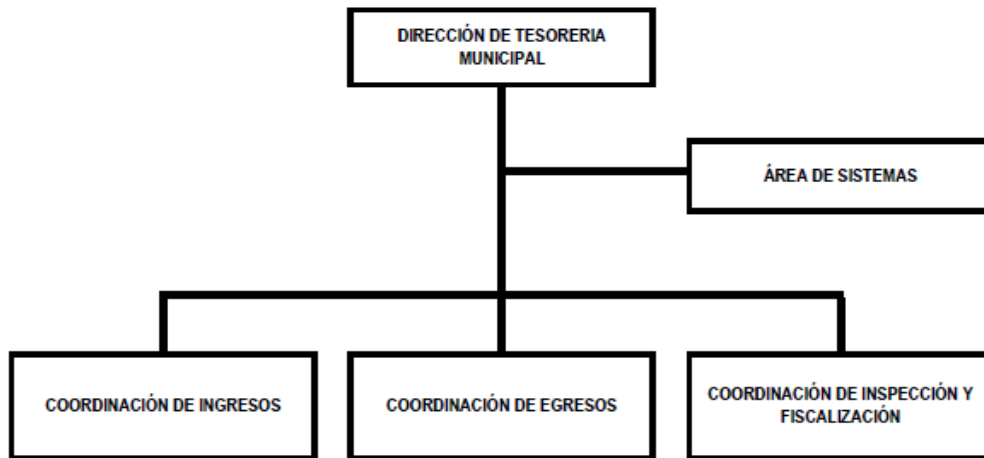 DIRECCIÓN DE TESORERIA
MUNICIPAL
ÁREA DE SISTEMAS
COORDINACIÓN DE INGRESOS
COORDINACIÓN DE EGRESOS
COORDINACIÓN DE INSPECCIÓN Y
FISCALIZACIÓN